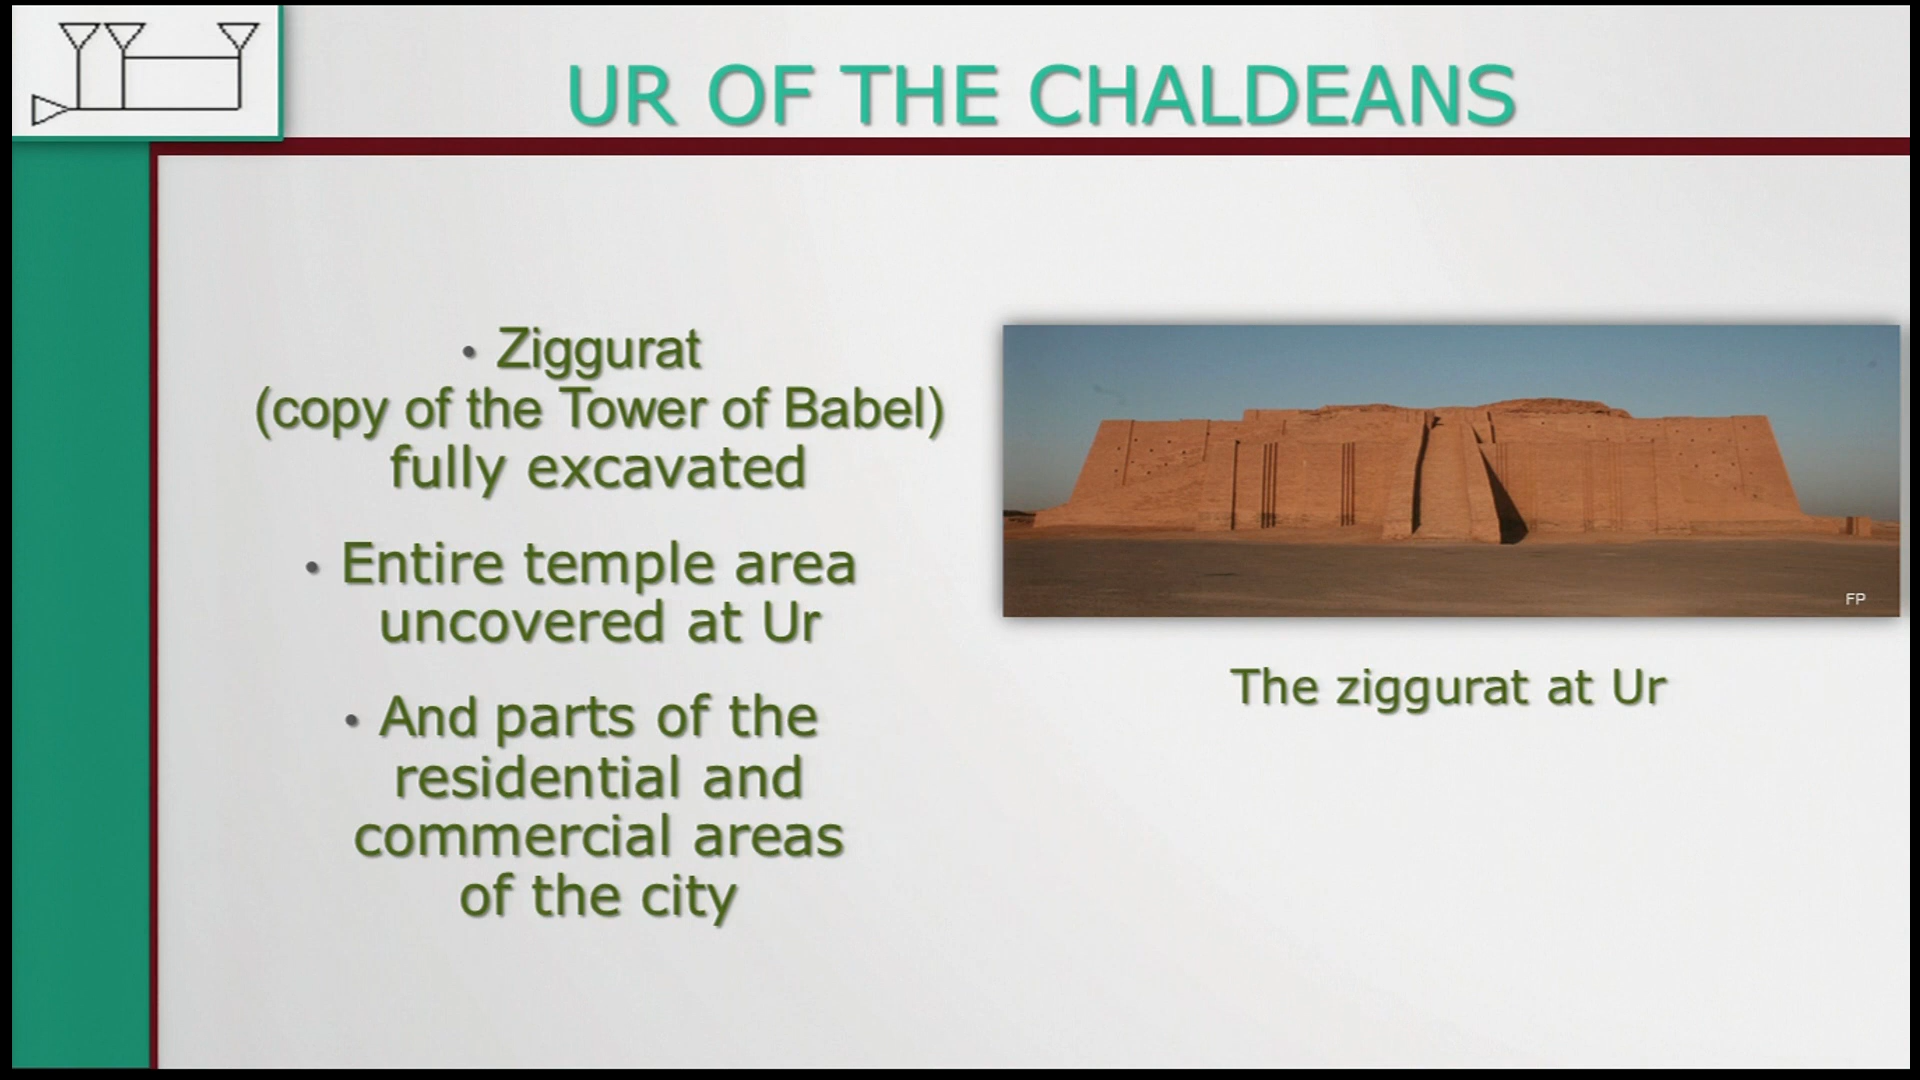 UR OF THE CHALDEANS
• Ziggurat
(copy of the Tower of Babel)
fully excavated
• Entire temple area
uncovered at Ur
• And parts of the
residential and
commercial areas
of the city
FP
The ziggurat at Ur